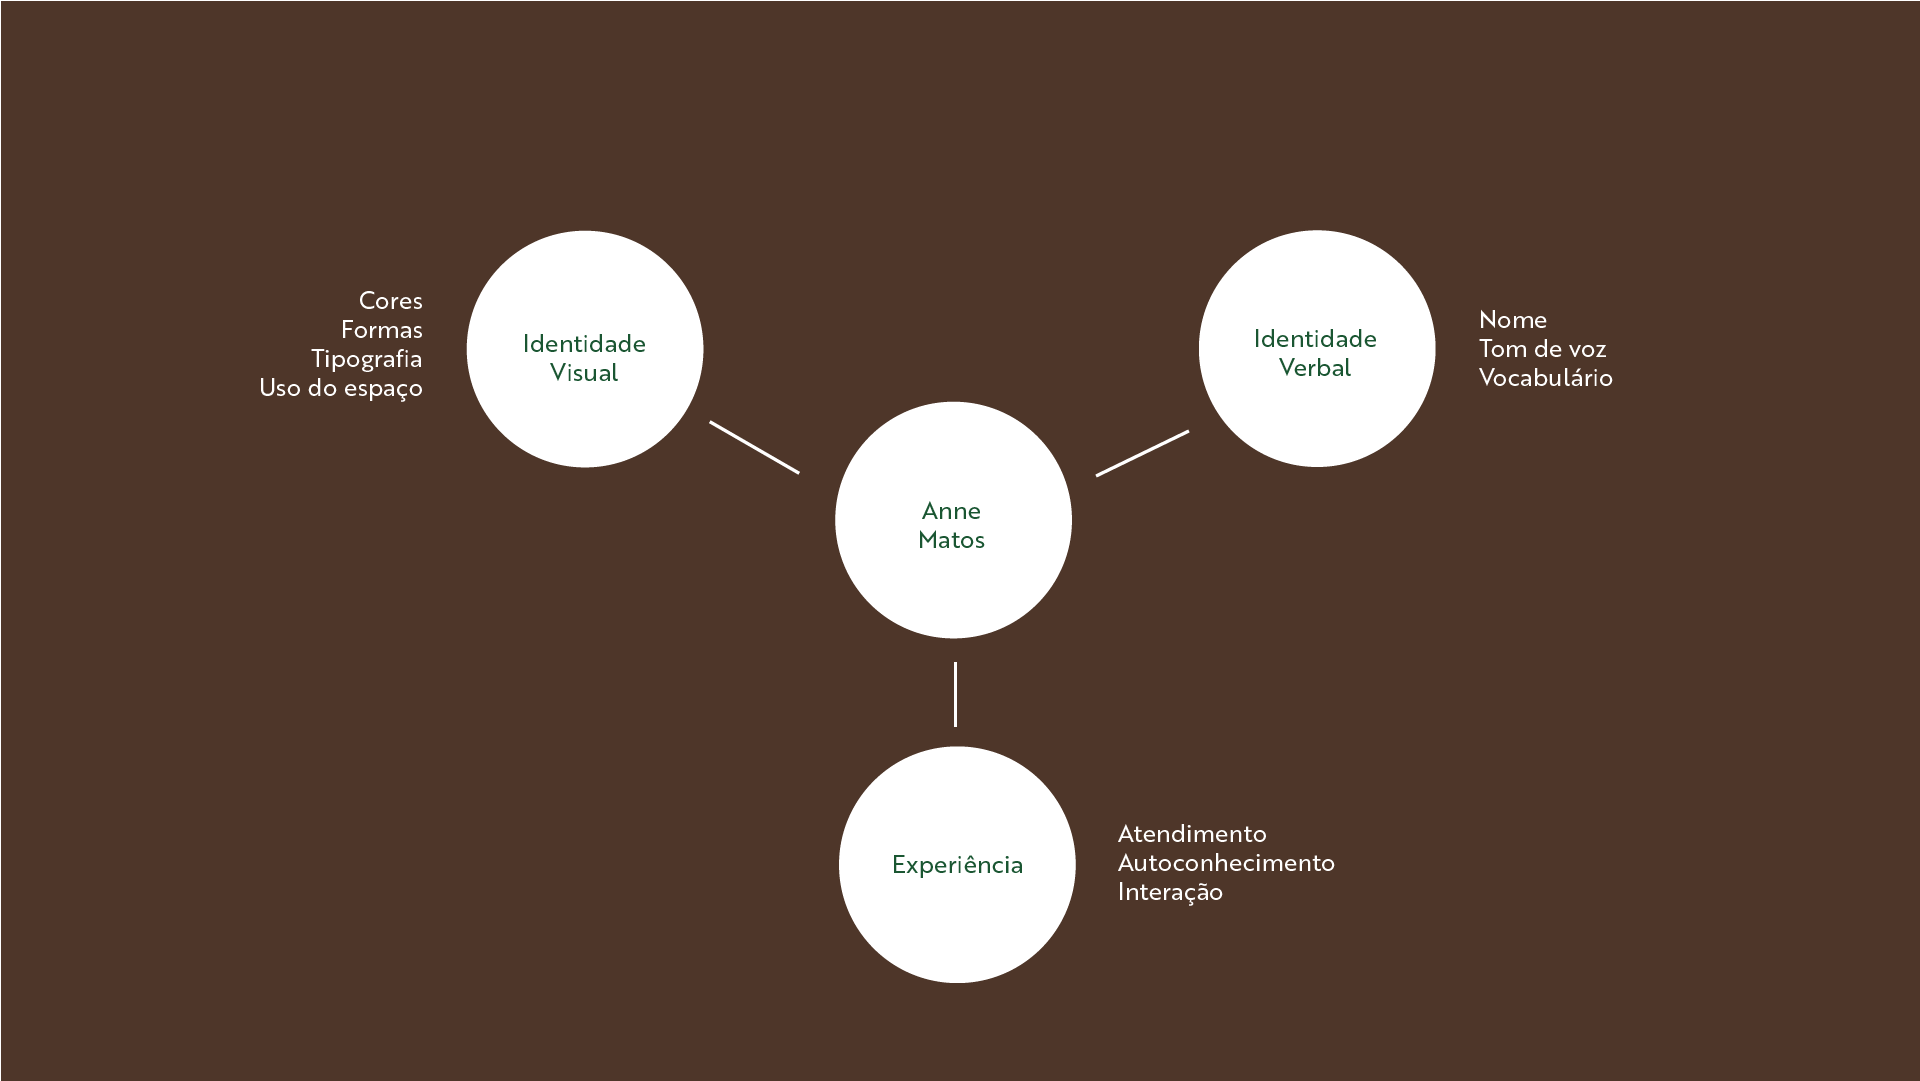 Cores
Formas
Tipografia
Uso do espaço
Identidade
Visual
Identidade
Verbal
Nome
Tom de voz
Vocabulário
Anne
Matos
Experiência
Atendimento
Autoconhecimento
Interação